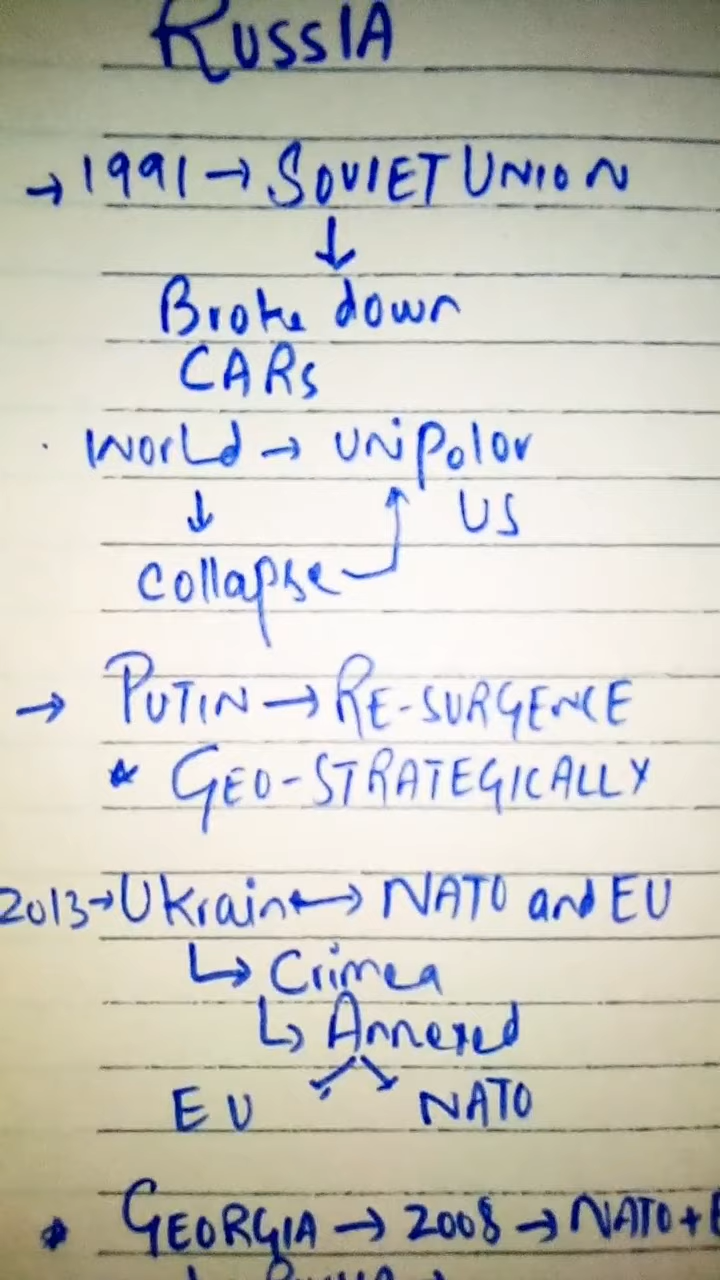 RUSSIA
→ 1991 → SOVIET UNION
↓
Broke down
CARs
World → UNiPolor
↓ US
Collapse
→ PUTIN → RE-SURGENCE
* GEO-STRATEGICALLY
2013→Ukrain↔ NATO and EU
↳ Crimea
↳ Annexed
EU NATO
* GEORGIA → 2008 → NATO +